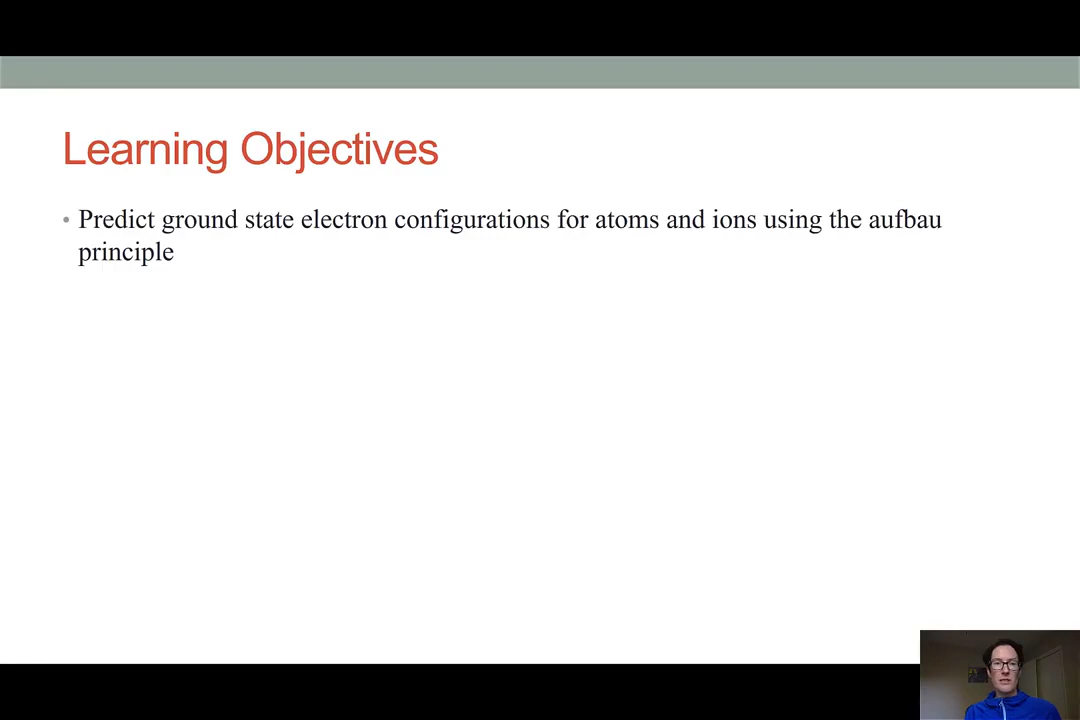 Learning Objectives
• Predict ground state electron configurations for atoms and ions using the aufbau
principle